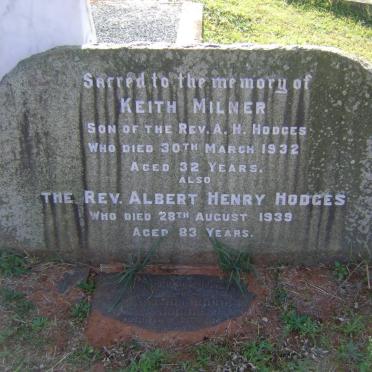 Sacred to the memory of
KEITH MILNER
SON OF THE REV. A. H. HODGES
WHO DIED 30TH MARCH 1932
AGED 32 YEARS.
ALSO
THE REV. ALBERT HENRY HODGES
WHO DIED 28TH AUGUST 1939
AGED 83 YEARS.